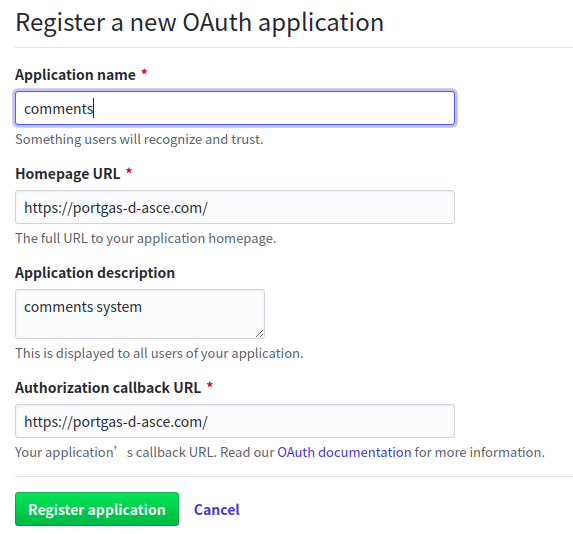 Register a new OAuth application
Application name *
comments
Something users will recognize and trust.
Homepage URL *
https://portgas-d-asce.com/
The full URL to your application homepage.
Application description
comments system
This is displayed to all users of your application.
Authorization callback URL *
https://portgas-d-asce.com/
Your application’s callback URL. Read our OAuth documentation for more information.
Register application Cancel